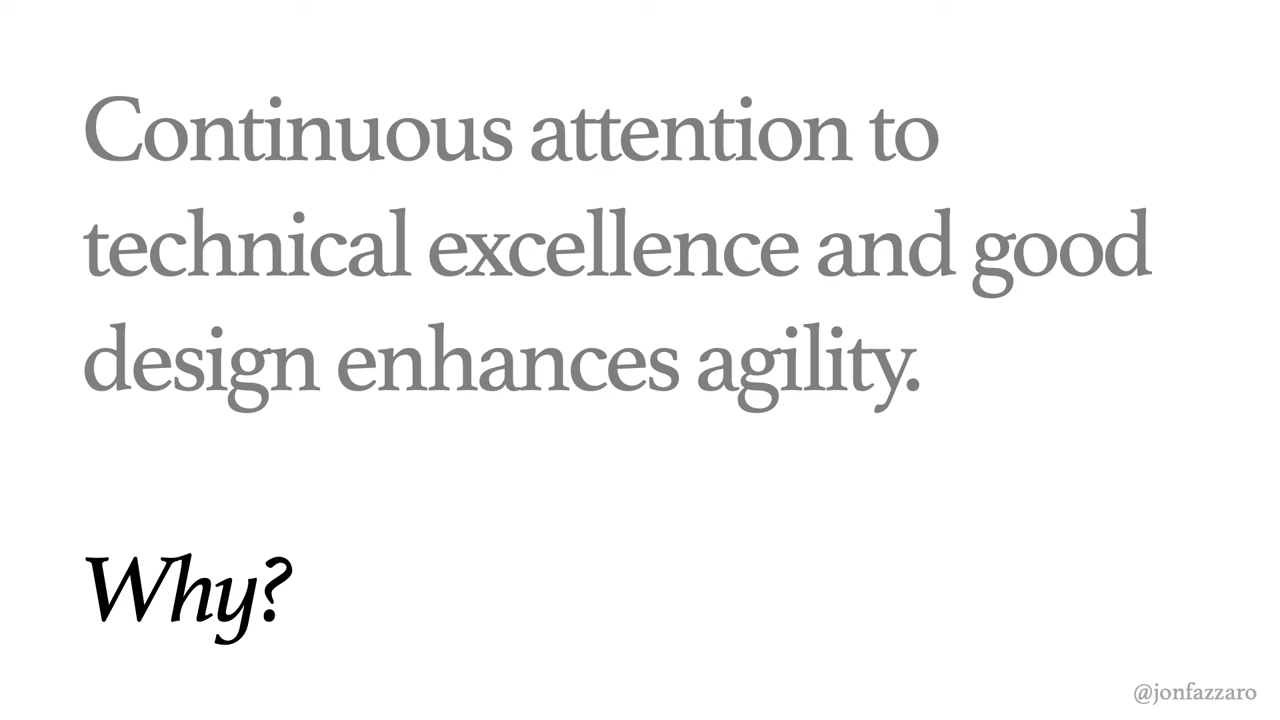 Continuous attention to
technical excellence and good
design enhances agility.
Why?
@jonfazzaro